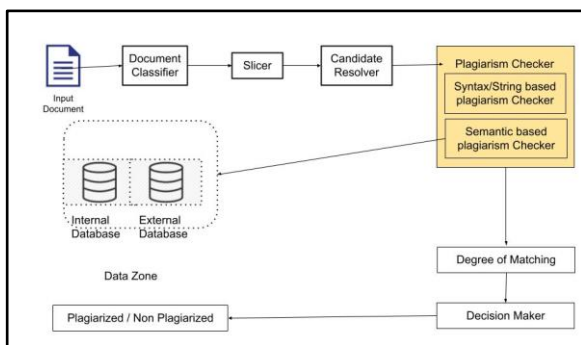 Input
Document
Document
Classifier
Slicer
Candidate
Resolver
Plagiarism Checker
Syntax/String based
plagiarism Checker
Semantic based
plagiarism Checker
Internal
Database
External
Database
Data Zone
Degree of Matching
Decision Maker
Plagiarized / Non Plagiarized